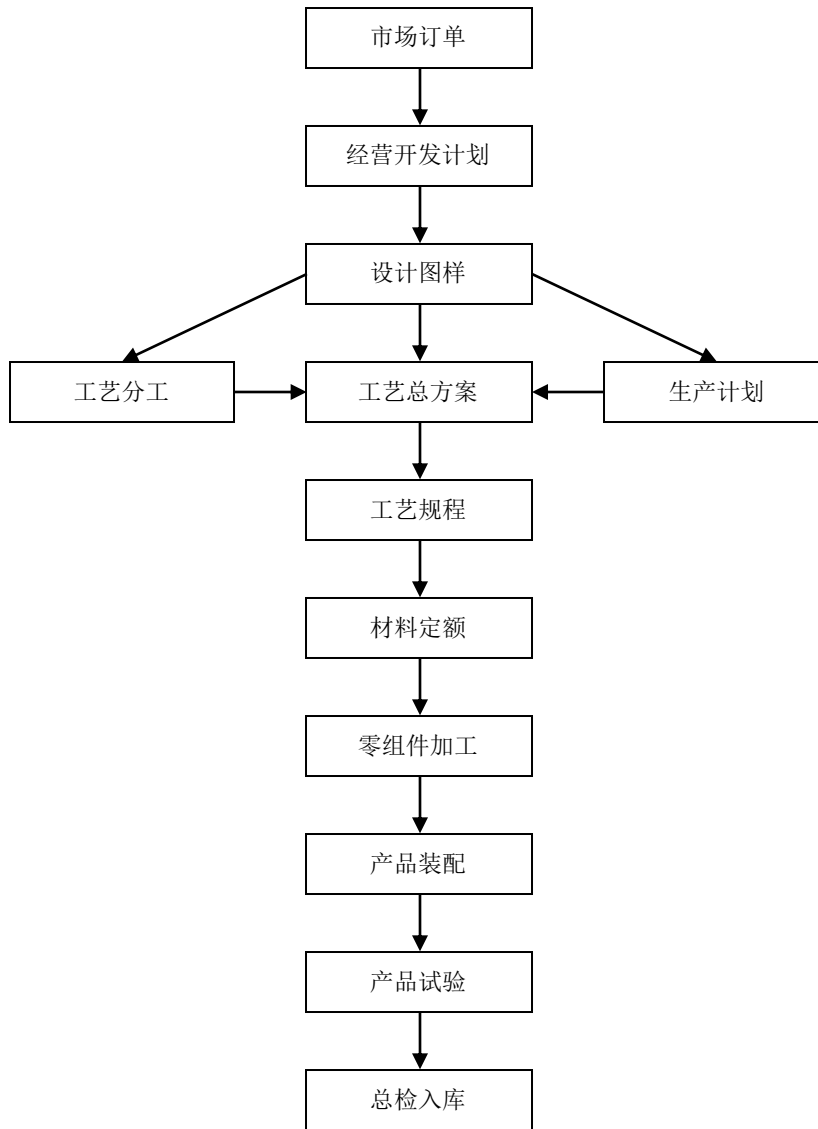 市场订单
经营开发计划
设计图样
工艺分工
工艺总方案
生产计划
工艺规程
材料定额
零组件加工
产品装配
产品试验
总检入库